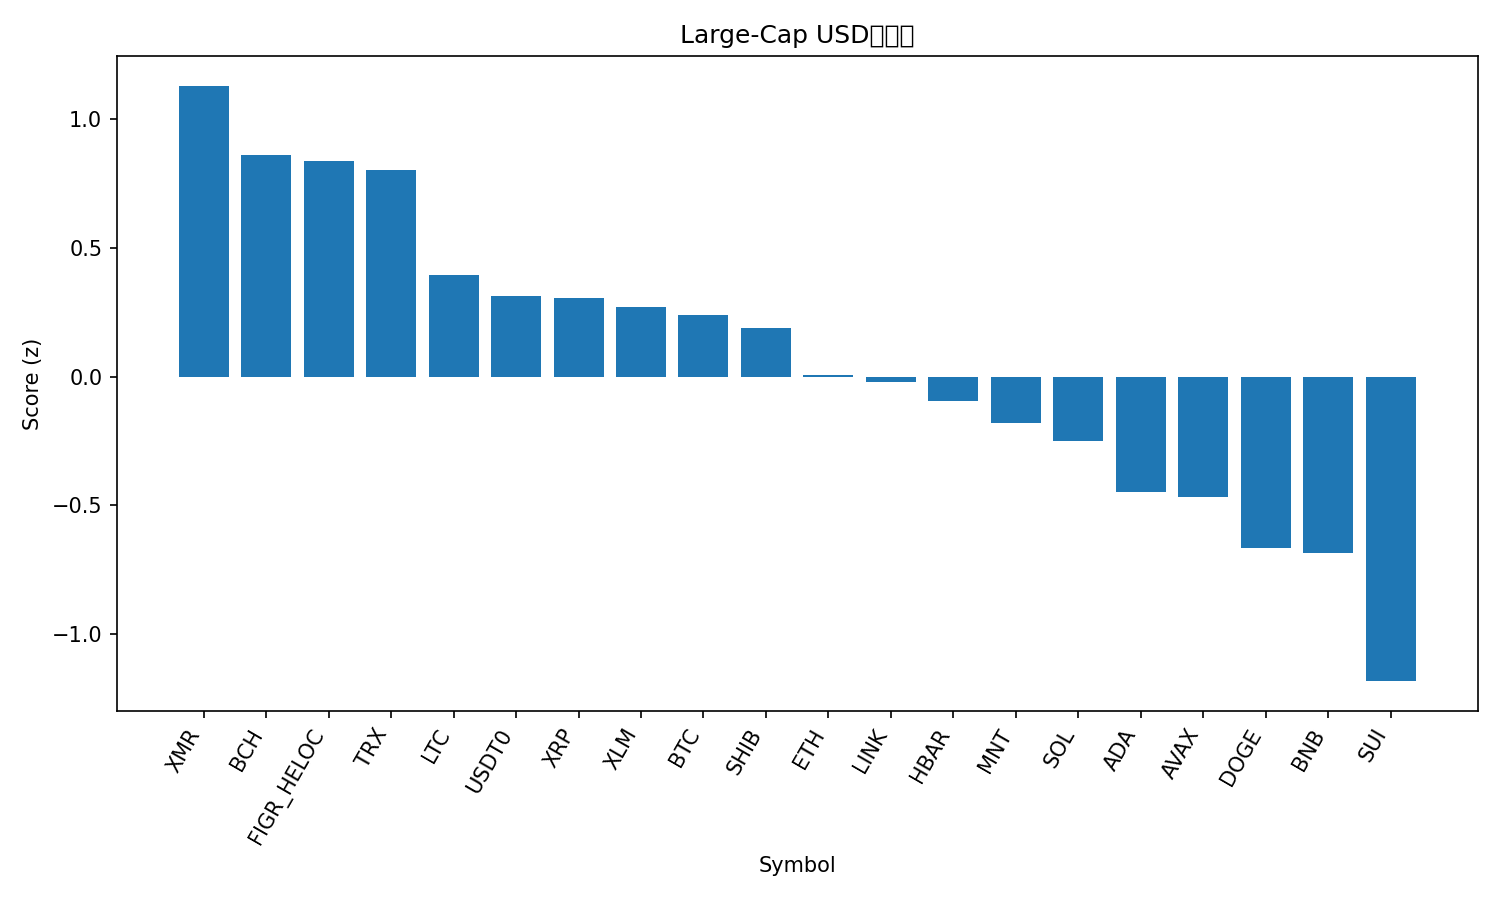 Large-Cap USD
Score (z)
1.0
0.5
0.0
−0.5
−1.0
XMR
BCH
FIGR_HELOC
TRX
LTC
USDT0
XRP
XLM
BTC
SHIB
ETH
LINK
HBAR
MNT
SOL
ADA
AVAX
DOGE
BNB
SUI
Symbol